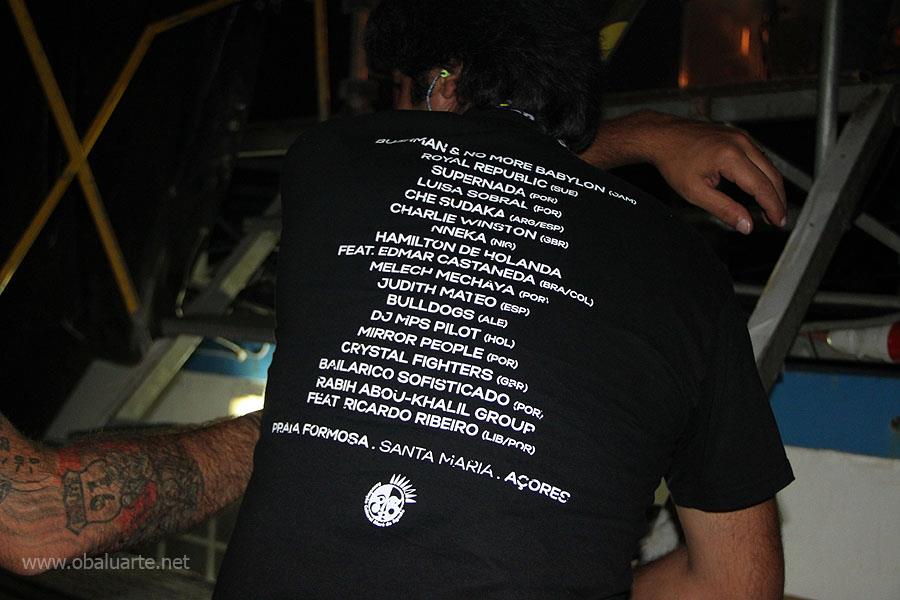 BUSHMAN & NO MORE BABYLON (JAM)
ROYAL REPUBLIC (SUE)
SUPERNADA (POR)
LUISA SOBRAL (POR)
CHE SUDAKA (ARG/ESP)
CHARLIE WINSTON (GBR)
NNEKA (NIR)
HAMILTON DE HOLANDA
FEAT. EDMAR CASTANEDA (BRA/COL)
MELECH MECHAYA (POR)
JUDITH MATEO (ESP)
BULLDOGS (ALE)
DJ MPS PILOT (HOL)
MIRROR PEOPLE (POR)
CRYSTAL FIGHTERS (GBR)
BAILARICO SOFISTICADO (POR)
RABIH ABOU-KHALIL GROUP
FEAT RICARDO RIBEIRO (LIB/POR)
PRAIA FORMOSA . SANTA MARIA . AÇORES
www.obaluarte.net